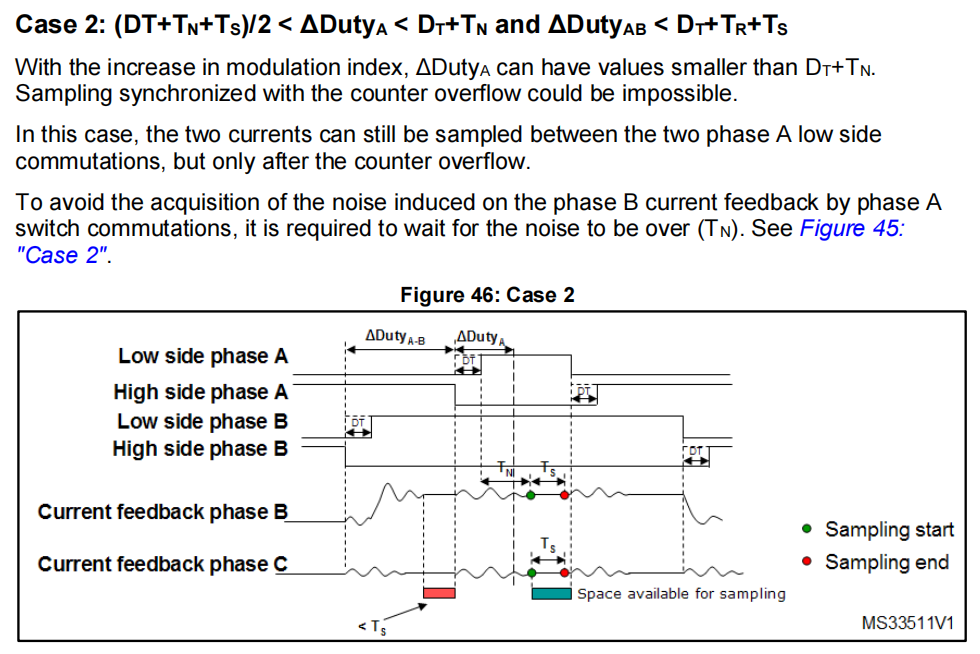 Case 2: (DT+TN+TS)/2 < ΔDutyA < DT+TN and ΔDutyAB < DT+TR+TS
With the increase in modulation index, ΔDutyA can have values smaller than DT+TN.
Sampling synchronized with the counter overflow could be impossible.
In this case, the two currents can still be sampled between the two phase A low side
commutations, but only after the counter overflow.
To avoid the acquisition of the noise induced on the phase B current feedback by phase A
switch commutations, it is required to wait for the noise to be over (TN). See Figure 45:
"Case 2".
Figure 46: Case 2
ΔDutyA-B
ΔDutyA
Low side phase A
DT
High side phase A
DT
Low side phase B
DT
High side phase B
DT
TN
Ts
Current feedback phase B
Sampling start
Ts
Current feedback phase C
Sampling end
Space available for sampling
< Ts
MS33511V1